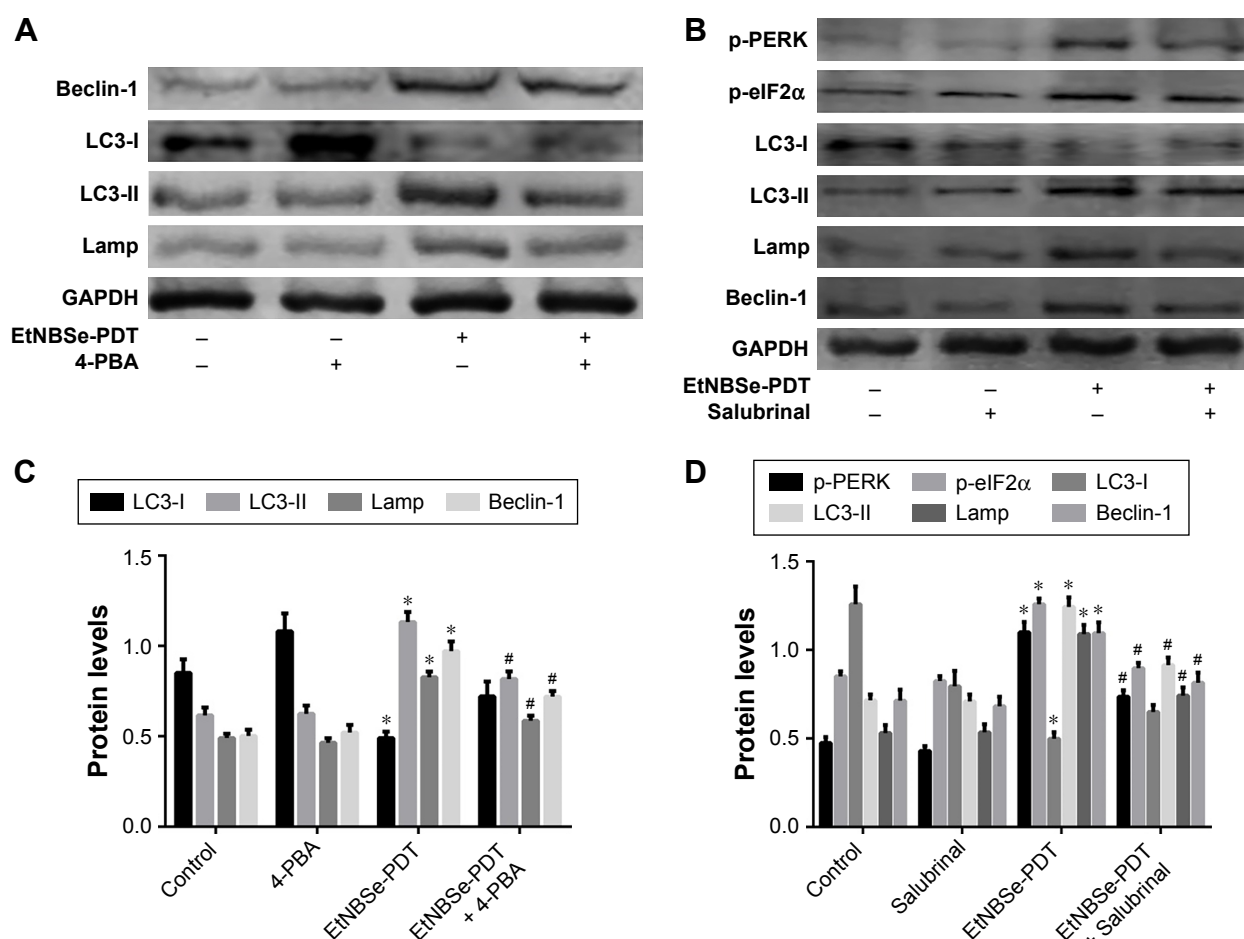 A
Beclin-1
LC3-I
LC3-II
Lamp
GAPDH
EtNBSe-PDT – – + +
4-PBA – + – +
B
p-PERK
p-eIF2α
LC3-I
LC3-II
Lamp
Beclin-1
GAPDH
EtNBSe-PDT – – + +
Salubrinal – + – +
C
LC3-I LC3-II Lamp Beclin-1
Protein levels
1.5
1.0
0.5
0.0
* * * *
# # #
Control
4-PBA
EtNBSe-PDT
EtNBSe-PDT
+ 4-PBA
D
p-PERK p-eIF2α LC3-I
LC3-II Lamp Beclin-1
Protein levels
1.5
1.0
0.5
0.0
* * * * * *
# # # # #
Control
Salubrinal
EtNBSe-PDT
EtNBSe-PDT
Salubrinal